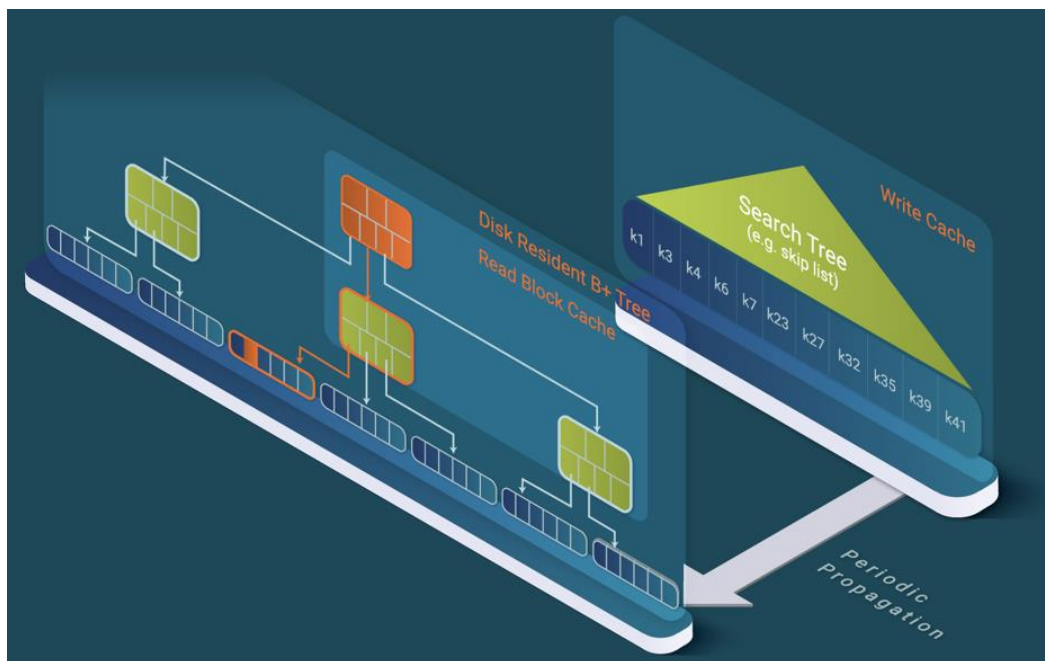 Disk Resident B+ Tree
Read Block Cache
Write Cache
Search Tree
(e.g. skip list)
k1 k3 k4 k6 k7 k23 k27 k32 k35 k39 k41
Periodic
Propagation